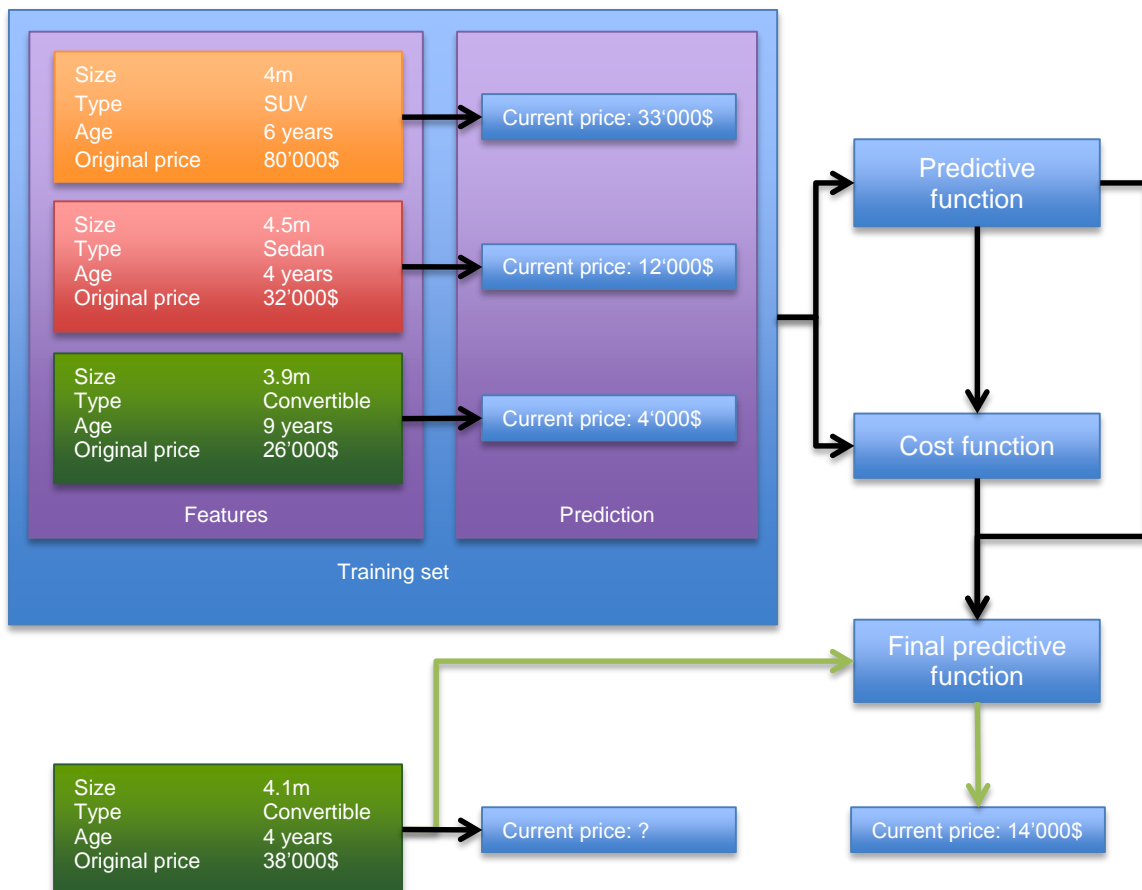 Size 4m
Type SUV
Age 6 years
Original price 80’000$
Current price: 33‘000$
Size 4.5m
Type Sedan
Age 4 years
Original price 32’000$
Current price: 12‘000$
Size 3.9m
Type Convertible
Age 9 years
Original price 26’000$
Current price: 4‘000$
Features
Prediction
Training set
Predictive
function
Cost function
Final predictive
function
Size 4.1m
Type Convertible
Age 4 years
Original price 38’000$
Current price: ?
Current price: 14’000$